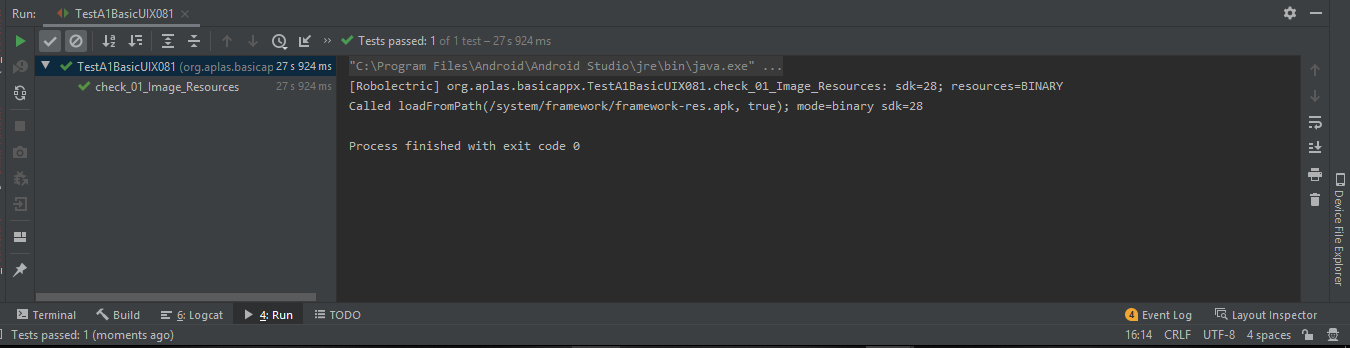 Run: TestA1BasicUIX081
Tests passed: 1 of 1 test – 27 s 924 ms
TestA1BasicUIX081 (org.aplas.basicap 27 s 924 ms
check_01_Image_Resources 27 s 924 ms
"C:\Program Files\Android\Android Studio\jre\bin\java.exe" ...
[Robolectric] org.aplas.basicappx.TestA1BasicUIX081.check_01_Image_Resources: sdk=28; resources=BINARY
Called loadFromPath(/system/framework/framework-res.apk, true); mode=binary sdk=28
Process finished with exit code 0
Device File Explorer
Terminal Build 6: Logcat 4: Run TODO 4 Event Log Layout Inspector
Tests passed: 1 (moments ago) 16:14 CRLF UTF-8 4 spaces